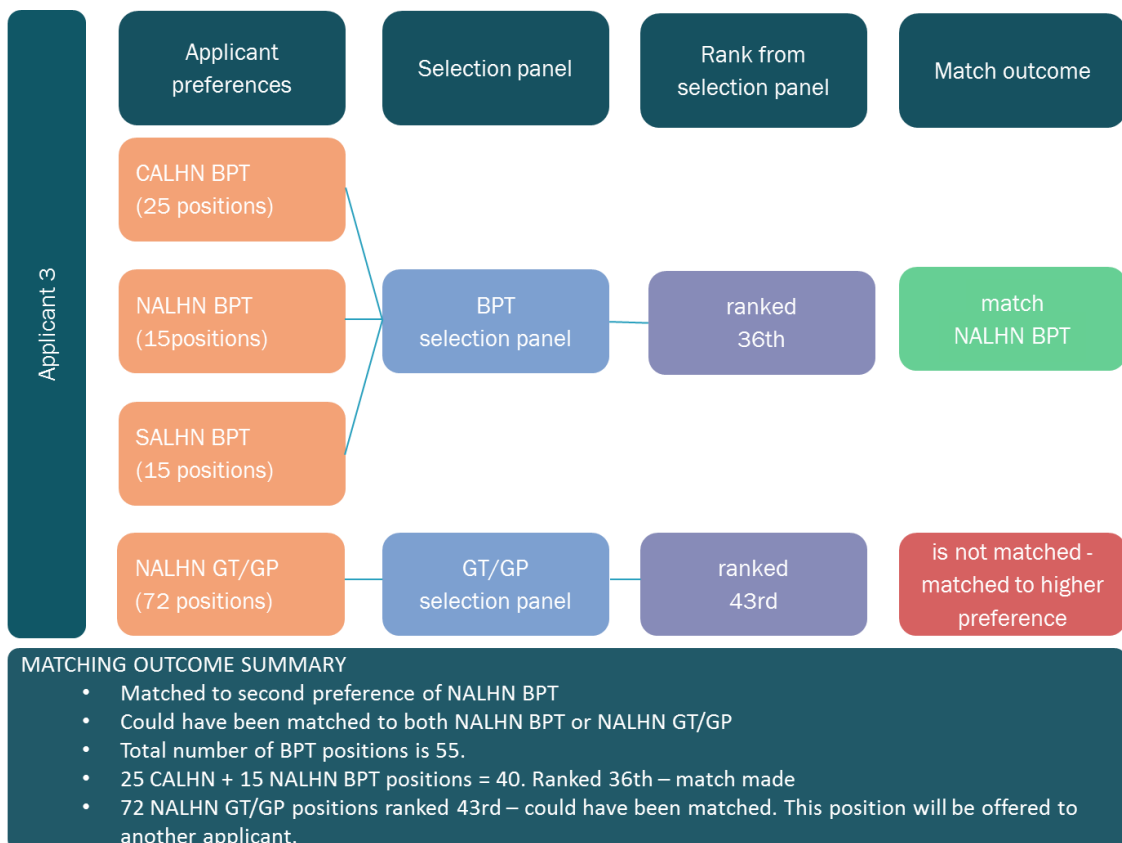 Applicant
preferences
Selection panel
Rank from
selection panel
Match outcome
Applicant 3
CALHN BPT
(25 positions)
NALHN BPT
(15positions)
SALHN BPT
(15 positions)
BPT
selection panel
ranked
36th
match
NALHN BPT
NALHN GT/GP
(72 positions)
GT/GP
selection panel
ranked
43rd
is not matched -
matched to higher
preference
MATCHING OUTCOME SUMMARY
• Matched to second preference of NALHN BPT
• Could have been matched to both NALHN BPT or NALHN GT/GP
• Total number of BPT positions is 55.
• 25 CALHN + 15 NALHN BPT positions = 40. Ranked 36th – match made
• 72 NALHN GT/GP positions ranked 43rd – could have been matched. This position will be offered to
another applicant.